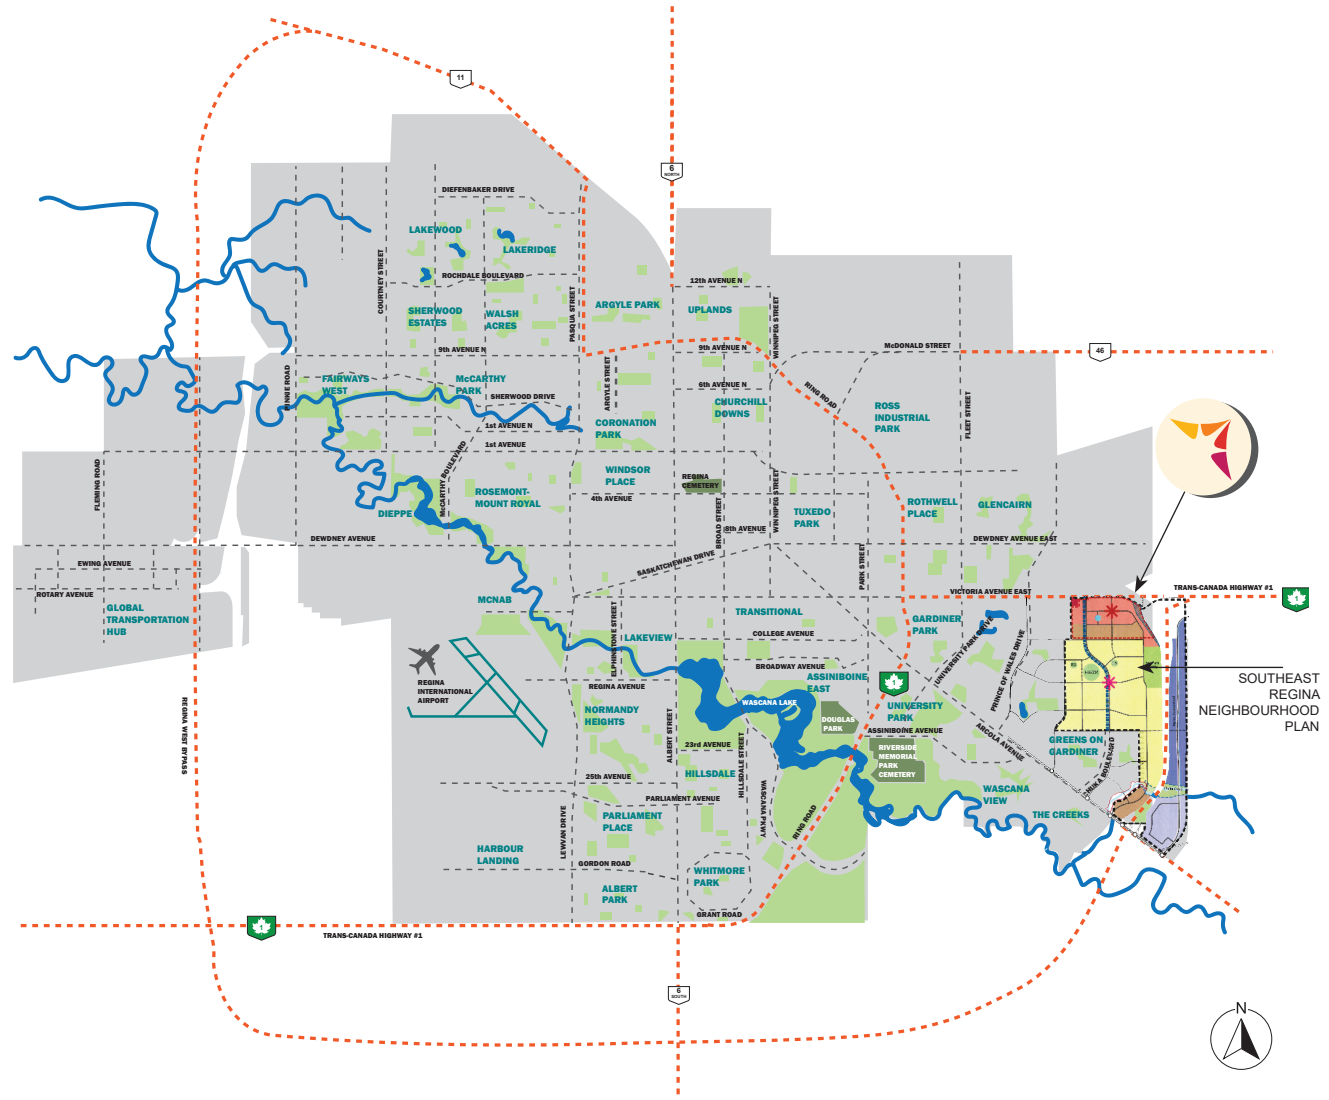 11
6
NORTH
DIEFENBAKER DRIVE
LAKEWOOD
LAKERIDGE
COURTNEY STREET
ROCHDALE BOULEVARD
12th AVENUE N
PASQUA STREET
ARGYLE PARK
UPLANDS
SHERWOOD
ESTATES
WALSH
ACRES
WINNIPEG STREET
9th AVENUE N
9th AVENUE N
McDONALD STREET
46
PINKIE ROAD
FAIRWAYS
WEST
McCARTHY
PARK
ARGYLE STREET
6th AVENUE N
RING ROAD
SHERWOOD DRIVE
CHURCHILL
DOWNS
ROSS
INDUSTRIAL
PARK
FLEET STREET
1st AVENUE N
CORONATION
PARK
1st AVENUE
McCARTHY BOULEVARD
FLEMING ROAD
WINDSOR
PLACE
REGINA
CEMETERY
WINNIPEG STREET
ROSEMONT-
MOUNT ROYAL
4th AVENUE
DIEPPE
TUXEDO
PARK
ROTHWELL
PLACE
GLENCAIRN
BROAD STREET
8th AVENUE
DEWDNEY AVENUE
DEWDNEY AVENUE EAST
EWING AVENUE
SASKATCHEWAN DRIVE
PARK STREET
ROTARY AVENUE
VICTORIA AVENUE EAST
TRANS-CANADA HIGHWAY #1
1
GLOBAL
TRANSPORTATION
HUB
MCNAB
ELPHINSTONE STREET
TRANSITIONAL
GARDINER
PARK
LAKEVIEW
COLLEGE AVENUE
UNIVERSITY PARK DRIVE
PRINCE OF WALES DRIVE
REGINA
INTERNATIONAL
AIRPORT
BROADWAY AVENUE
ASSINIBOINE
EAST
1
SOUTHEAST
REGINA
NEIGHBOURHOOD
PLAN
REGINA AVENUE
WASCANA LAKE
REGINA WEST BYPASS
NORMANDY
HEIGHTS
ALBERT STREET
DOUGLAS
PARK
UNIVERSITY
PARK
ASSINIBOINE AVENUE
ARCOLA AVENUE
23rd AVENUE
HILLSDALE STREET
RIVERSIDE
MEMORIAL
PARK
CEMETERY
GREENS ON
GARDINER
CHUKA BOULEVARD
25th AVENUE
HILLSDALE
WASCANA PKWY
WASCANA
VIEW
PARLIAMENT AVENUE
PARLIAMENT
PLACE
RING ROAD
THE CREEKS
LEWVAN DRIVE
HARBOUR
LANDING
GORDON ROAD
WHITMORE
PARK
ALBERT
PARK
GRANT ROAD
1
TRANS-CANADA HIGHWAY #1
6
SOUTH
N